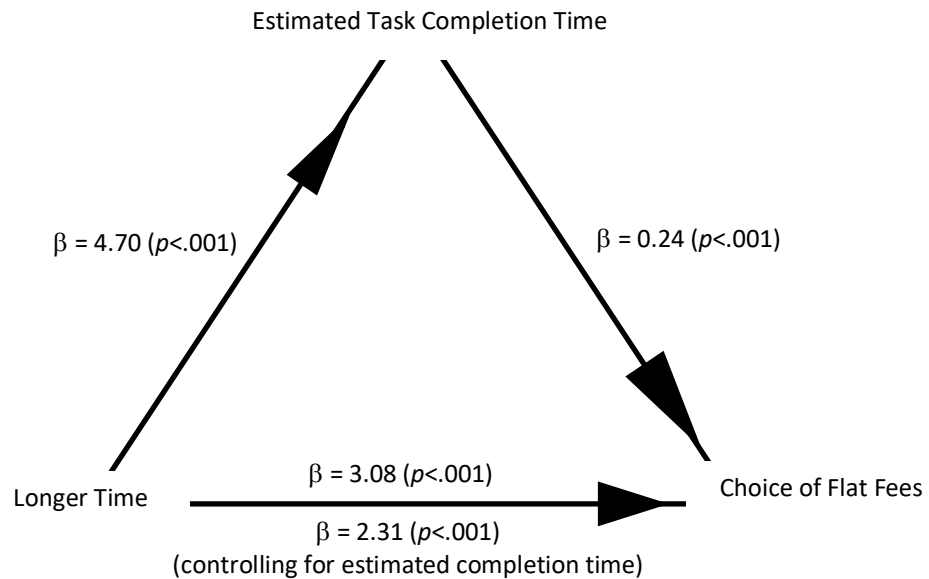 Estimated Task Completion Time
β = 4.70 (p<.001)
β = 0.24 (p<.001)
β = 3.08 (p<.001)
Longer Time
Choice of Flat Fees
β = 2.31 (p<.001)
(controlling for estimated completion time)